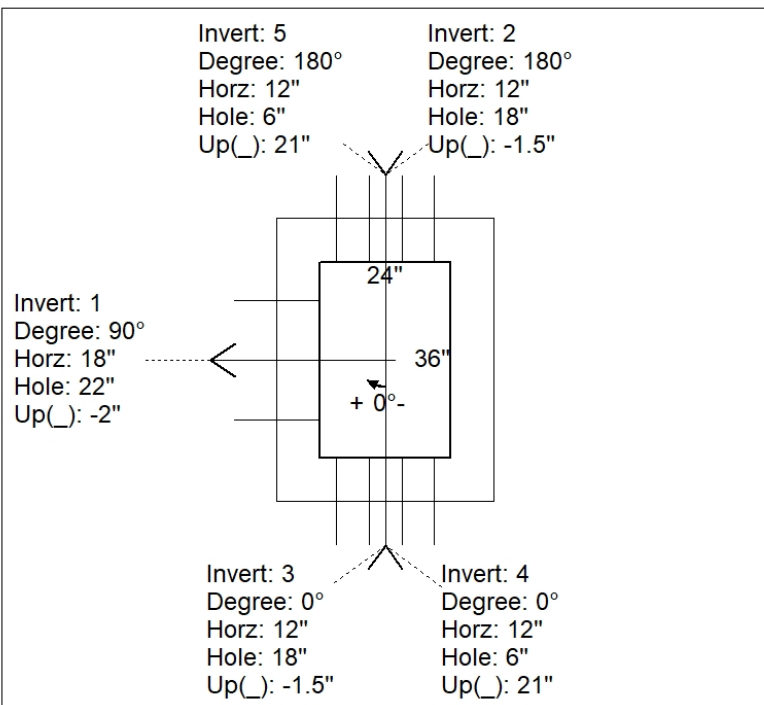 Invert: 5
Degree: 180°
Horz: 12"
Hole: 6"
Up(_): 21"
Invert: 2
Degree: 180°
Horz: 12"
Hole: 18"
Up(_): -1.5"
24"
Invert: 1
Degree: 90°
Horz: 18"
Hole: 22"
Up(_): -2"
36"
+ 0°-
Invert: 3
Degree: 0°
Horz: 12"
Hole: 18"
Up(_): -1.5"
Invert: 4
Degree: 0°
Horz: 12"
Hole: 6"
Up(_): 21"